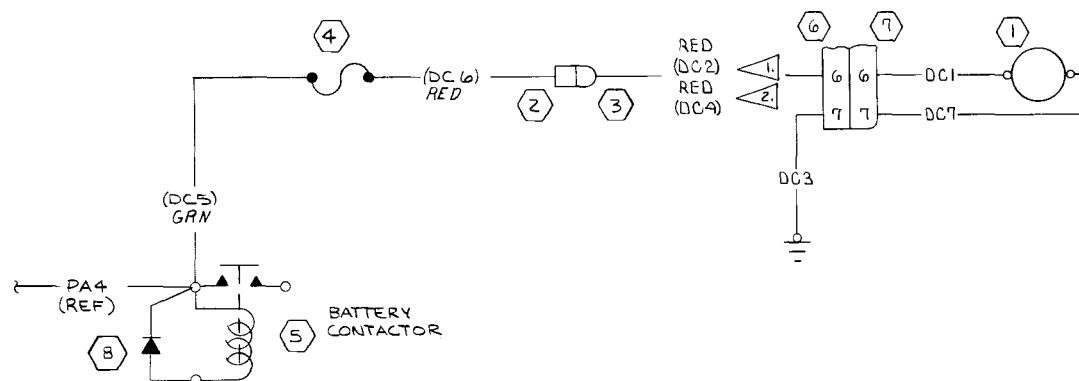 4
6
7
1
RED
(DC2)
1.
RED
(DC4)
2.
(DC6)
RED
2
3
6 6
7 7
DC1
DC7
DC3
(DC5)
GRN
PA4
(REF)
8
5
BATTERY
CONTACTOR